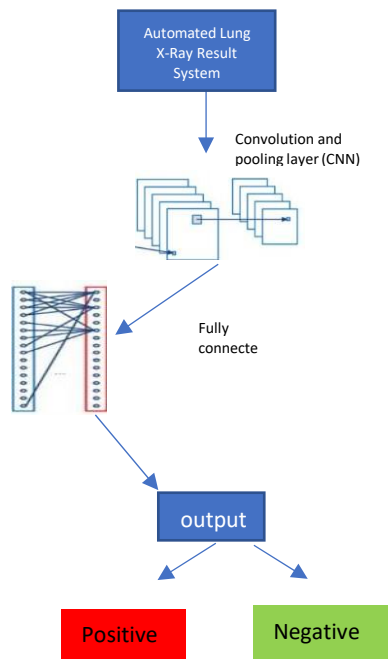 Automated Lung
X-Ray Result
System
Convolution and
pooling layer (CNN)
Fully
connecte
output
Positive
Negative